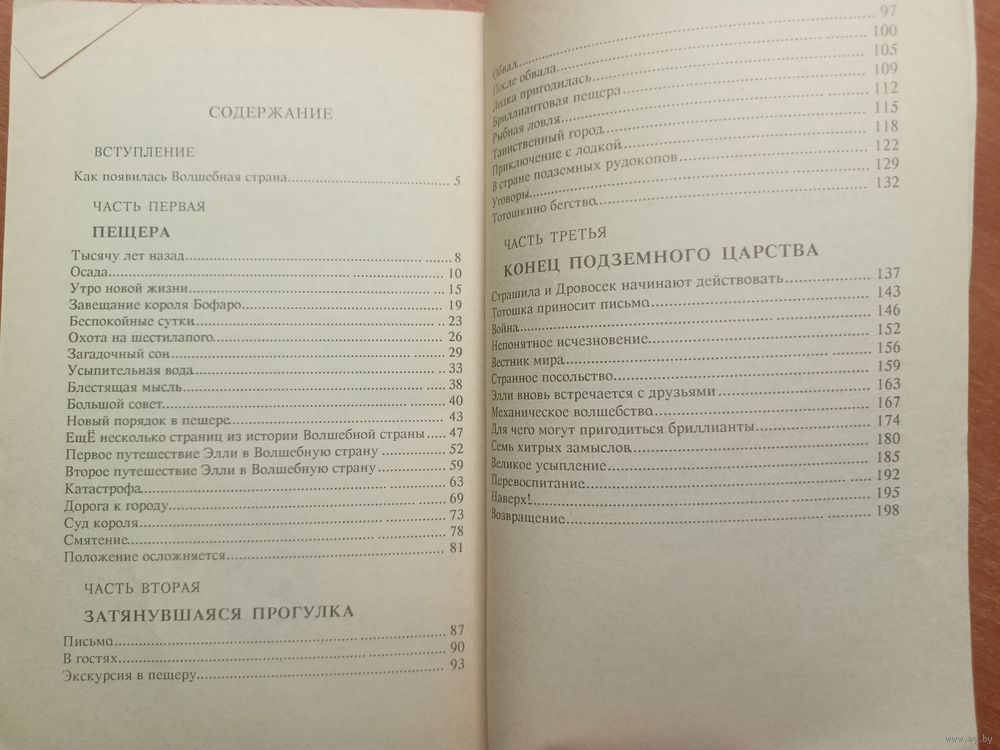 СОДЕРЖАНИЕ
ВСТУПЛЕНИЕ
Как появилась Волшебная страна 5
ЧАСТЬ ПЕРВАЯ
ПЕЩЕРА
Тысячу лет назад 8
Осада 10
Утро новой жизни 15
Завещание короля Бофаро 19
Беспокойные сутки 23
Охота на шестилапого 26
Загадочный сон 29
Усыпительная вода 33
Блестящая мысль 38
Большой совет 40
Новый порядок в пещере 43
ЕщЁ несколько страниц из истории Волшебной страны 47
Первое путешествие Элли в Волшебную страну 52
Второе путешествие Элли в Волшебную страну 59
Катастрофа 63
Дорога к городу 69
Суд короля 73
Смятение 78
Положение осложняется 81
ЧАСТЬ ВТОРАЯ
ЗАТЯНУВШАЯСЯ ПРОГУЛКА
Письмо 87
В гостях 90
Экскурсия в пещеру 93
Обвал 97
После обвала 100
Лодка пригодилась 105
Бриллиантовая пещера 109
Рыбная ловля 112
Таинственный город 115
Приключение с лодкой 118
В стране подземных рудокопов 122
Уговоры 129
Тотошкино бегство 132
ЧАСТЬ ТРЕТЬЯ
КОНЕЦ ПОДЗЕМНОГО ЦАРСТВА
Страшила и Дровосек начинают действовать 137
Тотошка приносит письмо 143
Война 146
Непонятное исчезновение 152
Вестник мира 156
Странное посольство 159
Элли вновь встречается с друзьями 163
Механическое волшебство 167
Для чего могут пригодиться бриллианты 174
Семь хитрых замыслов 180
Великое усыпление 185
Перевоспитание 192
Наверх! 195
Возвращение 198
www.ay.by